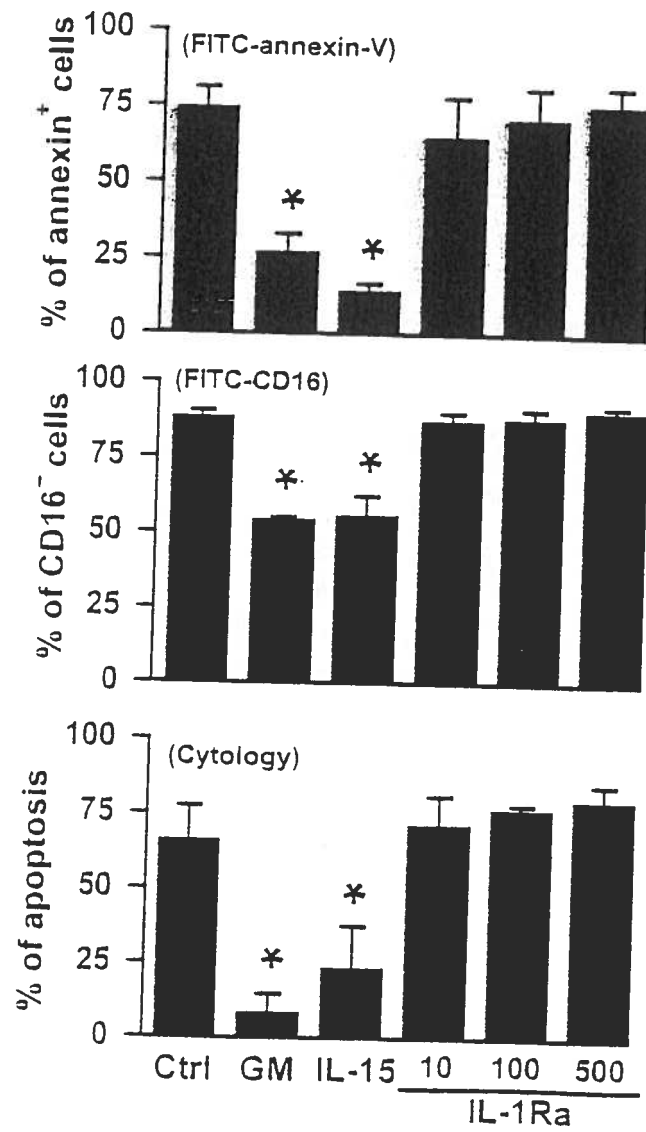 100
(FITC-annexin-V)
75
50
25
0
% of annexin⁺ cells
*
*
100
(FITC-CD16)
75
50
25
0
% of CD16⁻ cells
*
*
100
(Cytology)
75
50
25
0
% of apoptosis
*
*
Ctrl GM IL-15 10 100 500
IL-1Ra